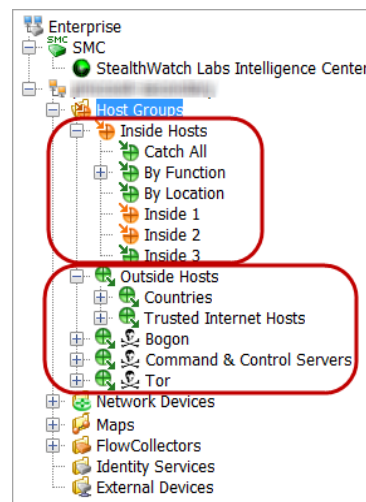 Enterprise
SMC
SMC
StealthWatch Labs Intelligence Center
Host Groups
Inside Hosts
Catch All
By Function
By Location
Inside 1
Inside 2
Inside 3
Outside Hosts
Countries
Trusted Internet Hosts
Bogon
Command & Control Servers
Tor
Network Devices
Maps
FlowCollectors
Identity Services
External Devices